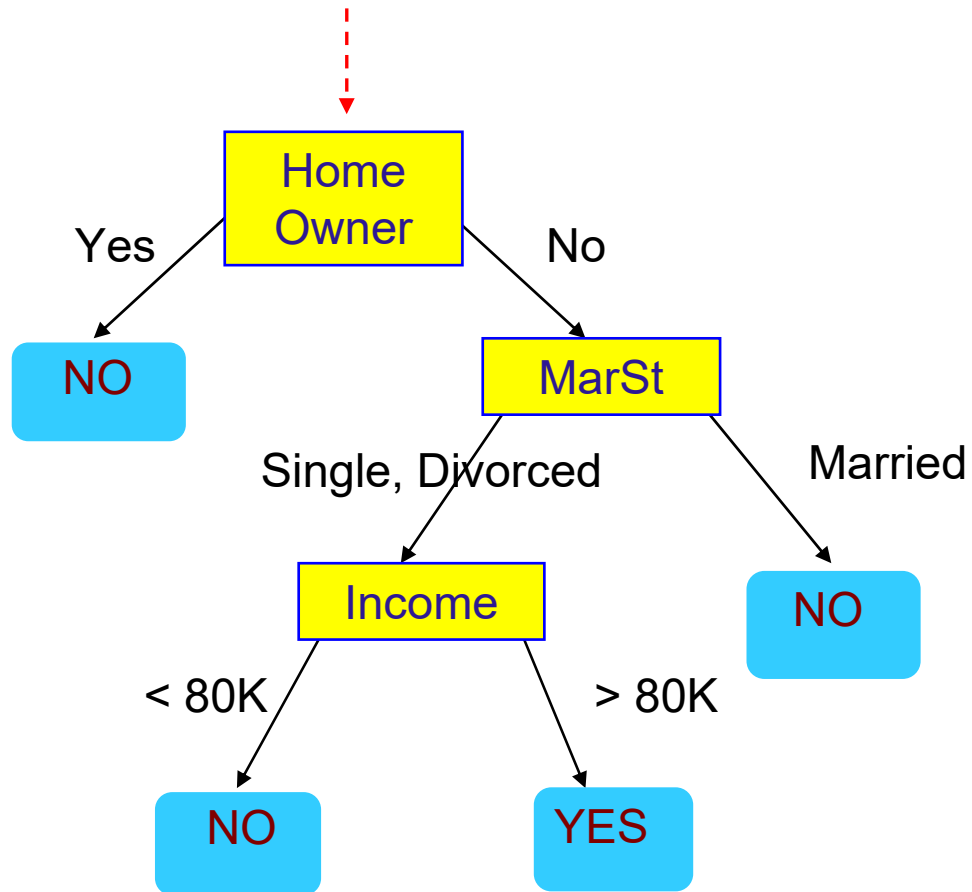 Home
Owner
Yes
No
NO
MarSt
Single, Divorced
Married
Income
NO
< 80K
> 80K
NO
YES